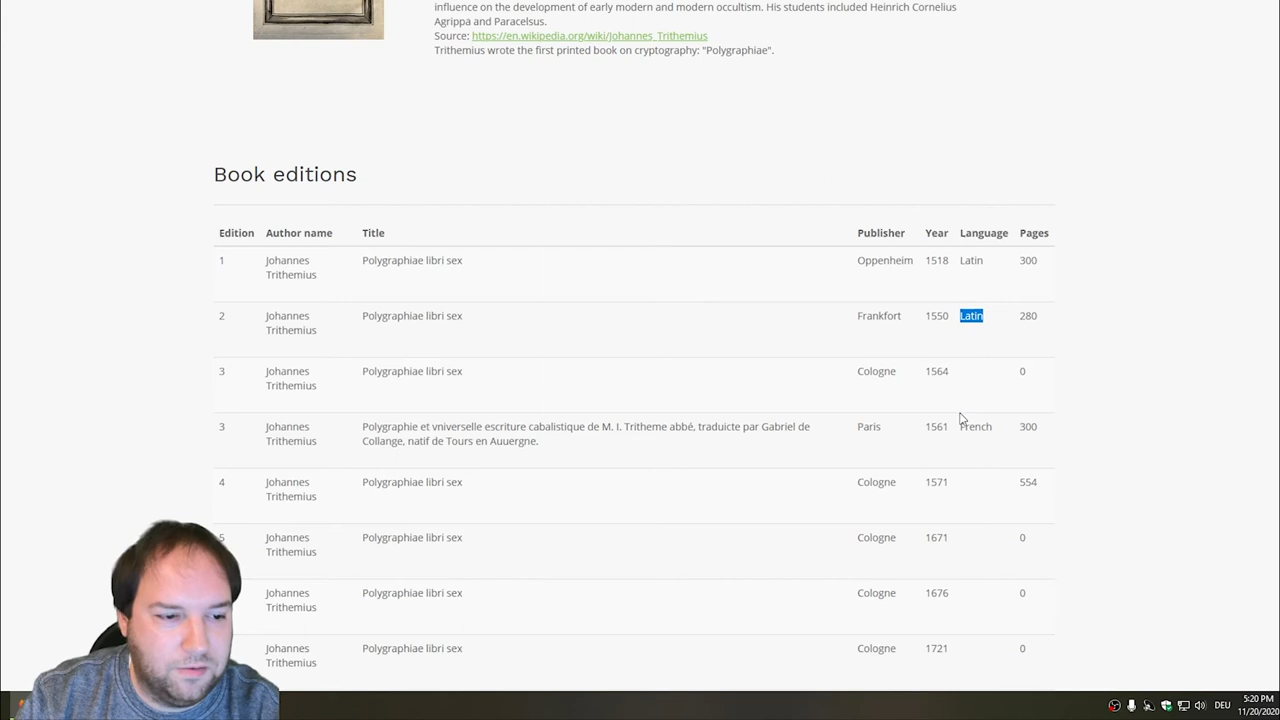 influence on the development of early modern and modern occultism. His students included Heinrich Cornelius
Agrippa and Paracelsus.
Source: https://en.wikipedia.org/wiki/Johannes_Trithemius
Trithemius wrote the first printed book on cryptography: "Polygraphiae".
Book editions
Edition Author name Title Publisher Year Language Pages
1 Johannes Polygraphiae libri sex Oppenheim 1518 Latin 300
Trithemius
2 Johannes Polygraphiae libri sex Frankfort 1550 Latin 280
Trithemius
3 Johannes Polygraphiae libri sex Cologne 1564 0
Trithemius
3 Johannes Polygraphie et vniverselle escriture cabalistique de M. I. Tritheme abbé, traduicte par Gabriel de Paris 1561 French 300
Trithemius Collange, natif de Tours en Auuergne.
4 Johannes Polygraphiae libri sex Cologne 1571 554
Trithemius
5 Johannes Polygraphiae libri sex Cologne 1671 0
Trithemius
Johannes Polygraphiae libri sex Cologne 1676 0
Trithemius
Johannes Polygraphiae libri sex Cologne 1721 0
Trithemius
DEU 5:20 PM
11/20/2020